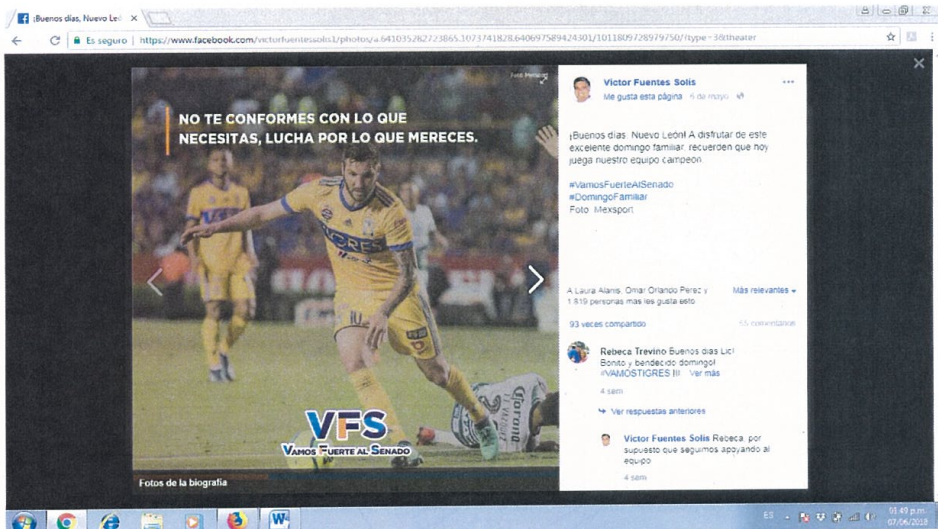 ¡Buenos días, Nuevo Leó
Es seguro | https://www.facebook.com/victorfuentessolis1/photos/a.641035282723865.1073741828.640697589424301/1011809728979750/?type=3&theater
Foto: Mexsport
NO TE CONFORMES CON LO QUE
NECESITAS, LUCHA POR LO QUE MERECES.
TIGRES
Corona
VFS
VAMOS FUERTE AL SENADO
Fotos de la biografía
Victor Fuentes Solis
Me gusta esta página · 6 de mayo
¡Buenos días, Nuevo León! A disfrutar de este
excelente domingo familiar, recuerden que hoy
juega nuestro equipo campeón.
#VamosFuerteAlSenado
#DomingoFamiliar
Foto: Mexsport
A Laura Alanis, Omar Orlando Perez y
1 819 personas más les gusta esto
Más relevantes
93 veces compartido
55 comentarios
Rebeca Trevino Buenos dias Lic!
Bonito y bendecido domingo!
#VAMOSTIGRES !!! Ver más
4 sem
Ver respuestas anteriores
Victor Fuentes Solis Rebeca, por
supuesto que seguimos apoyando al
equipo
4 sem
ES
01:49 p.m.
07/06/2018